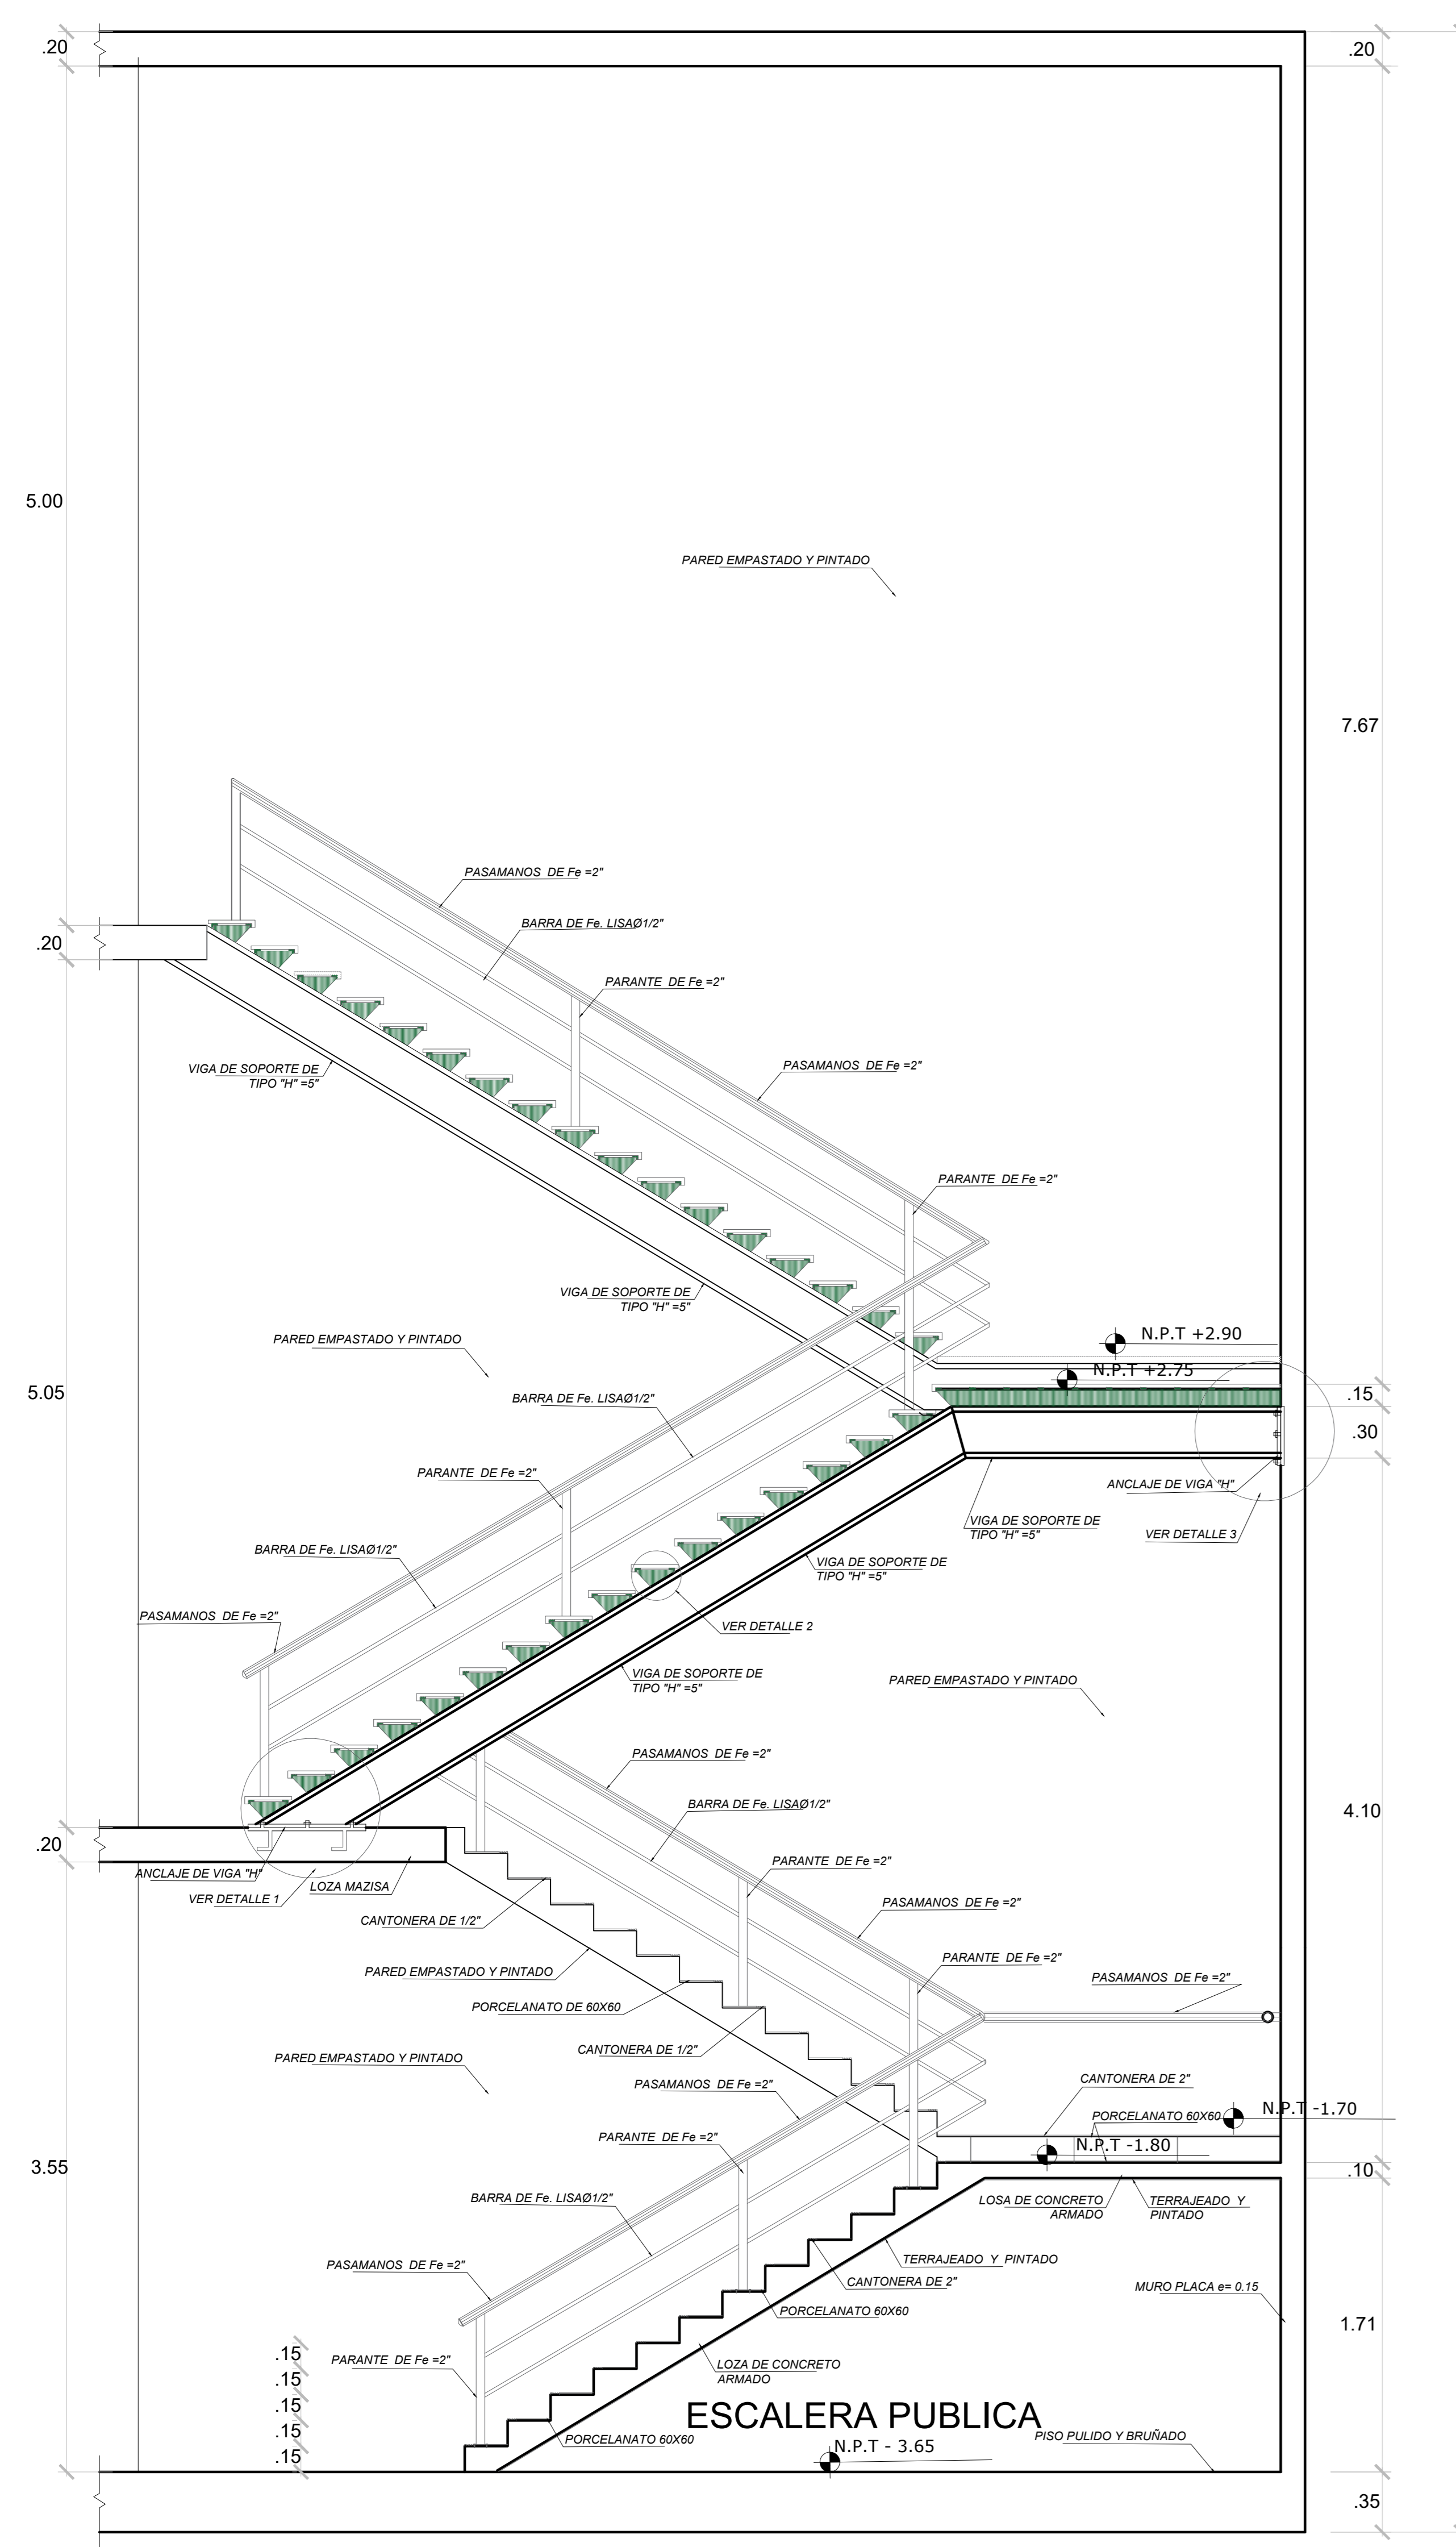 .20
.20
5.00
PARED EMPASTADO Y PINTADO
7.67
PASAMANOS DE Fe =2"
BARRA DE Fe. LISAØ1/2"
.20
PARANTE DE Fe =2"
VIGA DE SOPORTE DE
TIPO "H" =5"
PASAMANOS DE Fe =2"
PARANTE DE Fe =2"
VIGA DE SOPORTE DE
TIPO "H" =5"
PARED EMPASTADO Y PINTADO
N.P.T +2.90
N.P.T +2.75
5.05
BARRA DE Fe. LISAØ1/2"
.15
.30
PARANTE DE Fe =2"
ANCLAJE DE VIGA "H"
VIGA DE SOPORTE DE
TIPO "H" =5"
VER DETALLE 3
BARRA DE Fe. LISAØ1/2"
VIGA DE SOPORTE DE
TIPO "H" =5"
PASAMANOS DE Fe =2"
VER DETALLE 2
VIGA DE SOPORTE DE
TIPO "H" =5"
PARED EMPASTADO Y PINTADO
PASAMANOS DE Fe =2"
BARRA DE Fe. LISAØ1/2"
4.10
.20
ANCLAJE DE VIGA "H"
LOZA MAZISA
VER DETALLE 1
PARANTE DE Fe =2"
CANTONERA DE 1/2"
PASAMANOS DE Fe =2"
PARED EMPASTADO Y PINTADO
PARANTE DE Fe =2"
PASAMANOS DE Fe =2"
PORCELANATO DE 60X60
CANTONERA DE 1/2"
PARED EMPASTADO Y PINTADO
PASAMANOS DE Fe =2"
CANTONERA DE 2"
N.P.T -1.70
PORCELANATO 60X60
PARANTE DE Fe =2"
N.P.T -1.80
3.55
.10
BARRA DE Fe. LISAØ1/2"
LOSA DE CONCRETO
ARMADO
TERRAJEADO Y
PINTADO
TERRAJEADO Y PINTADO
PASAMANOS DE Fe =2"
CANTONERA DE 2"
MURO PLACA e= 0.15
PORCELANATO 60X60
1.71
.15
PARANTE DE Fe =2"
LOZA DE CONCRETO
ARMADO
.15
.15
ESCALERA PUBLICA
.15
PORCELANATO 60X60
PISO PULIDO Y BRUÑADO
N.P.T - 3.65
.15
.35